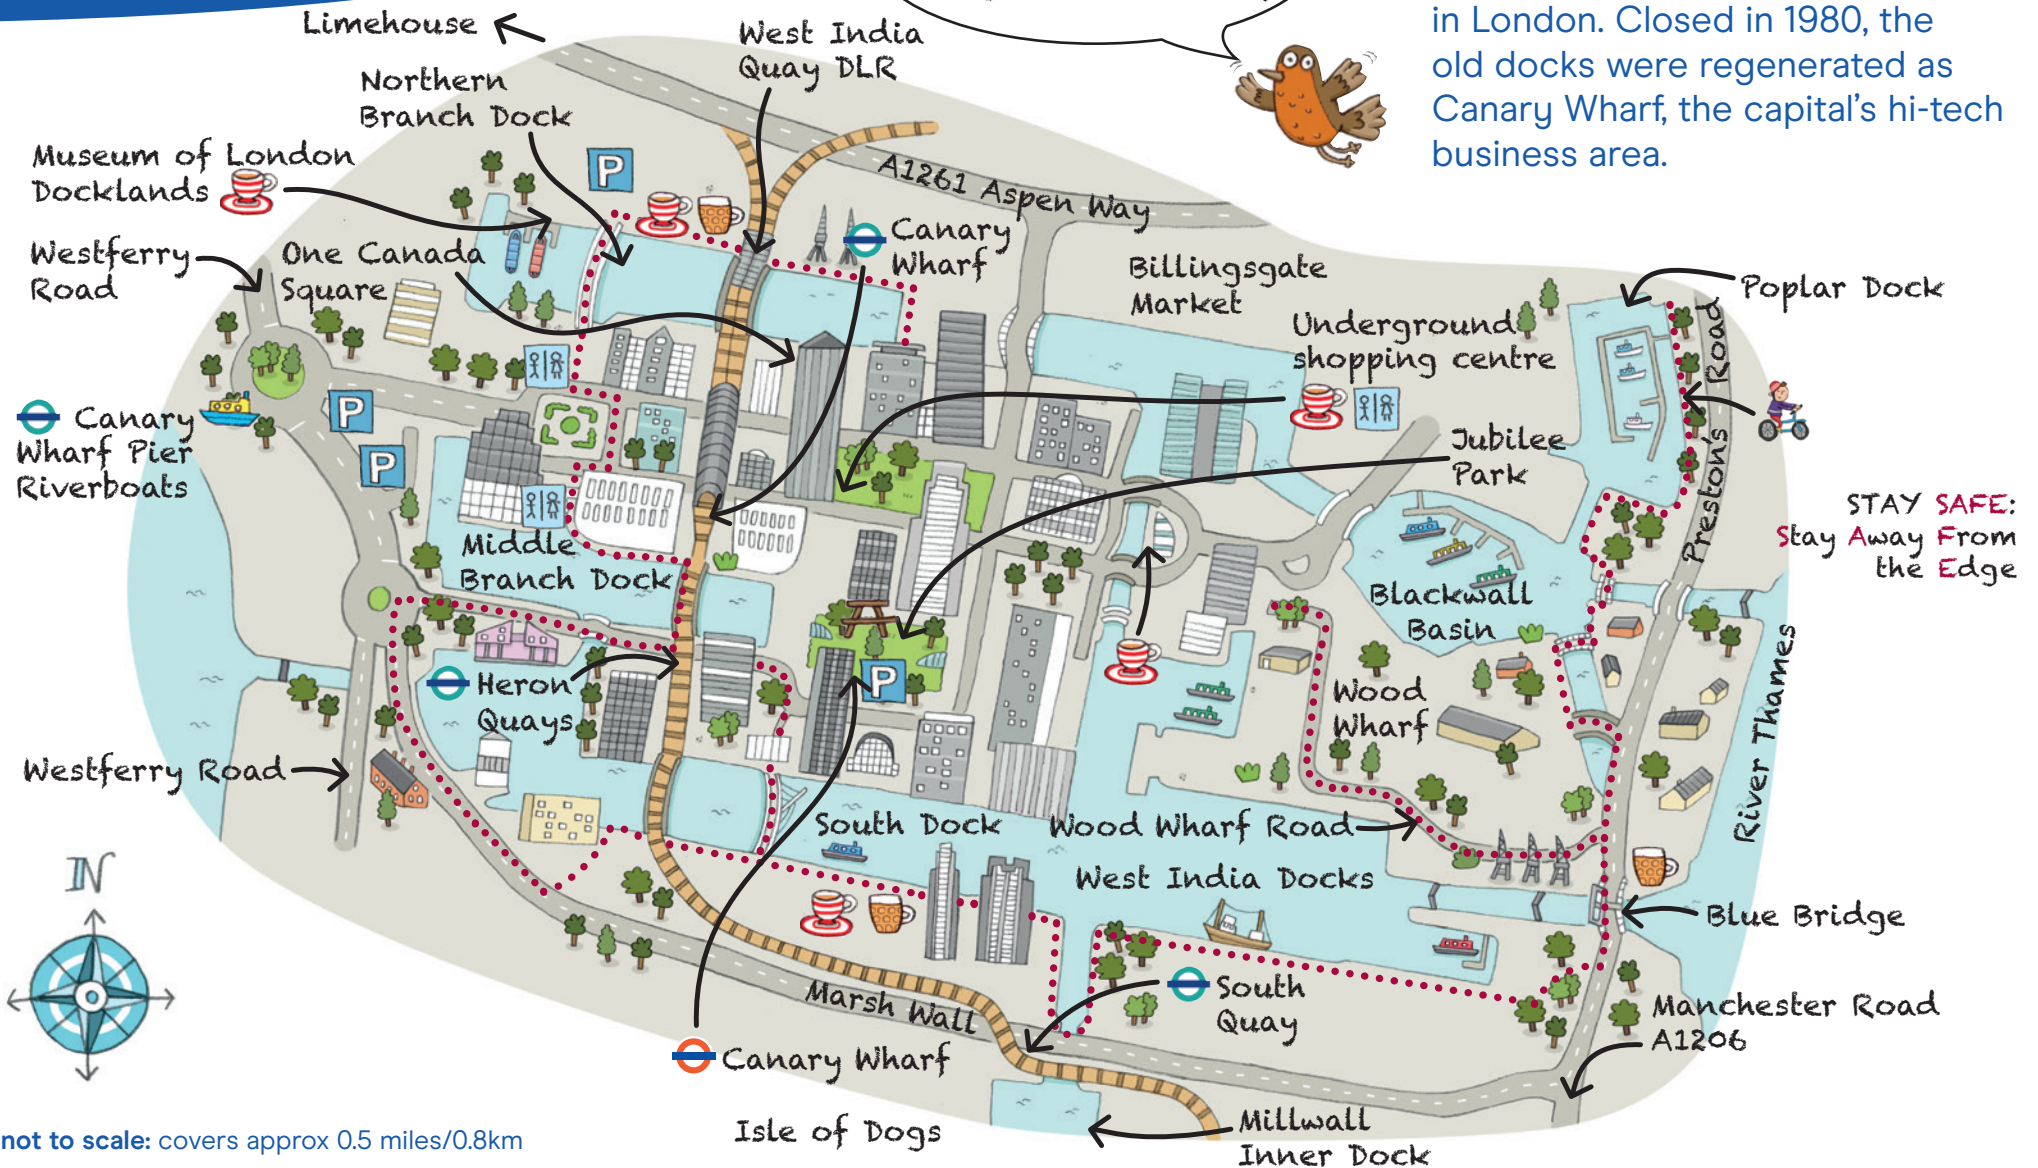 in London. Closed in 1980, the
old docks were regenerated as
Canary Wharf, the capital's hi-tech
business area.
Limehouse
West India
Quay DLR
Northern
Branch Dock
Museum of London
Docklands
P
A1261 Aspen Way
Westferry
Road
One Canada
Square
Canary
Wharf
Billingsgate
Market
Poplar Dock
Underground
shopping centre
Preston's Road
Canary
Wharf Pier
Riverboats
P
P
Jubilee
Park
STAY SAFE:
Stay Away From
the Edge
Middle
Branch Dock
Blackwall
Basin
Heron
Quays
P
Wood
Wharf
River Thames
Westferry Road
South Dock
Wood Wharf Road
West India Docks
N
Blue Bridge
Marsh Wall
South
Quay
Manchester Road
A1206
Canary Wharf
Isle of Dogs
Millwall
Inner Dock
not to scale: covers approx 0.5 miles/0.8km